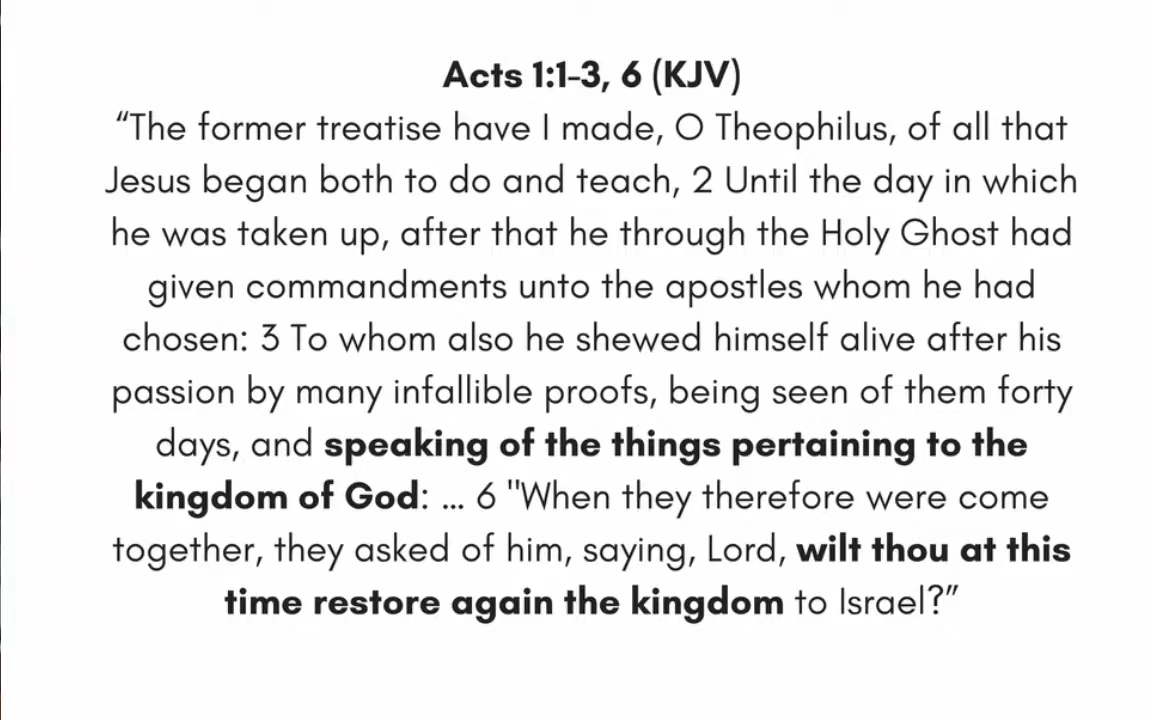 Acts 1:1-3, 6 (KJV)
“The former treatise have I made, O Theophilus, of all that
Jesus began both to do and teach, 2 Until the day in which
he was taken up, after that he through the Holy Ghost had
given commandments unto the apostles whom he had
chosen: 3 To whom also he shewed himself alive after his
passion by many infallible proofs, being seen of them forty
days, and speaking of the things pertaining to the
kingdom of God: ... 6 "When they therefore were come
together, they asked of him, saying, Lord, wilt thou at this
time restore again the kingdom to Israel?”